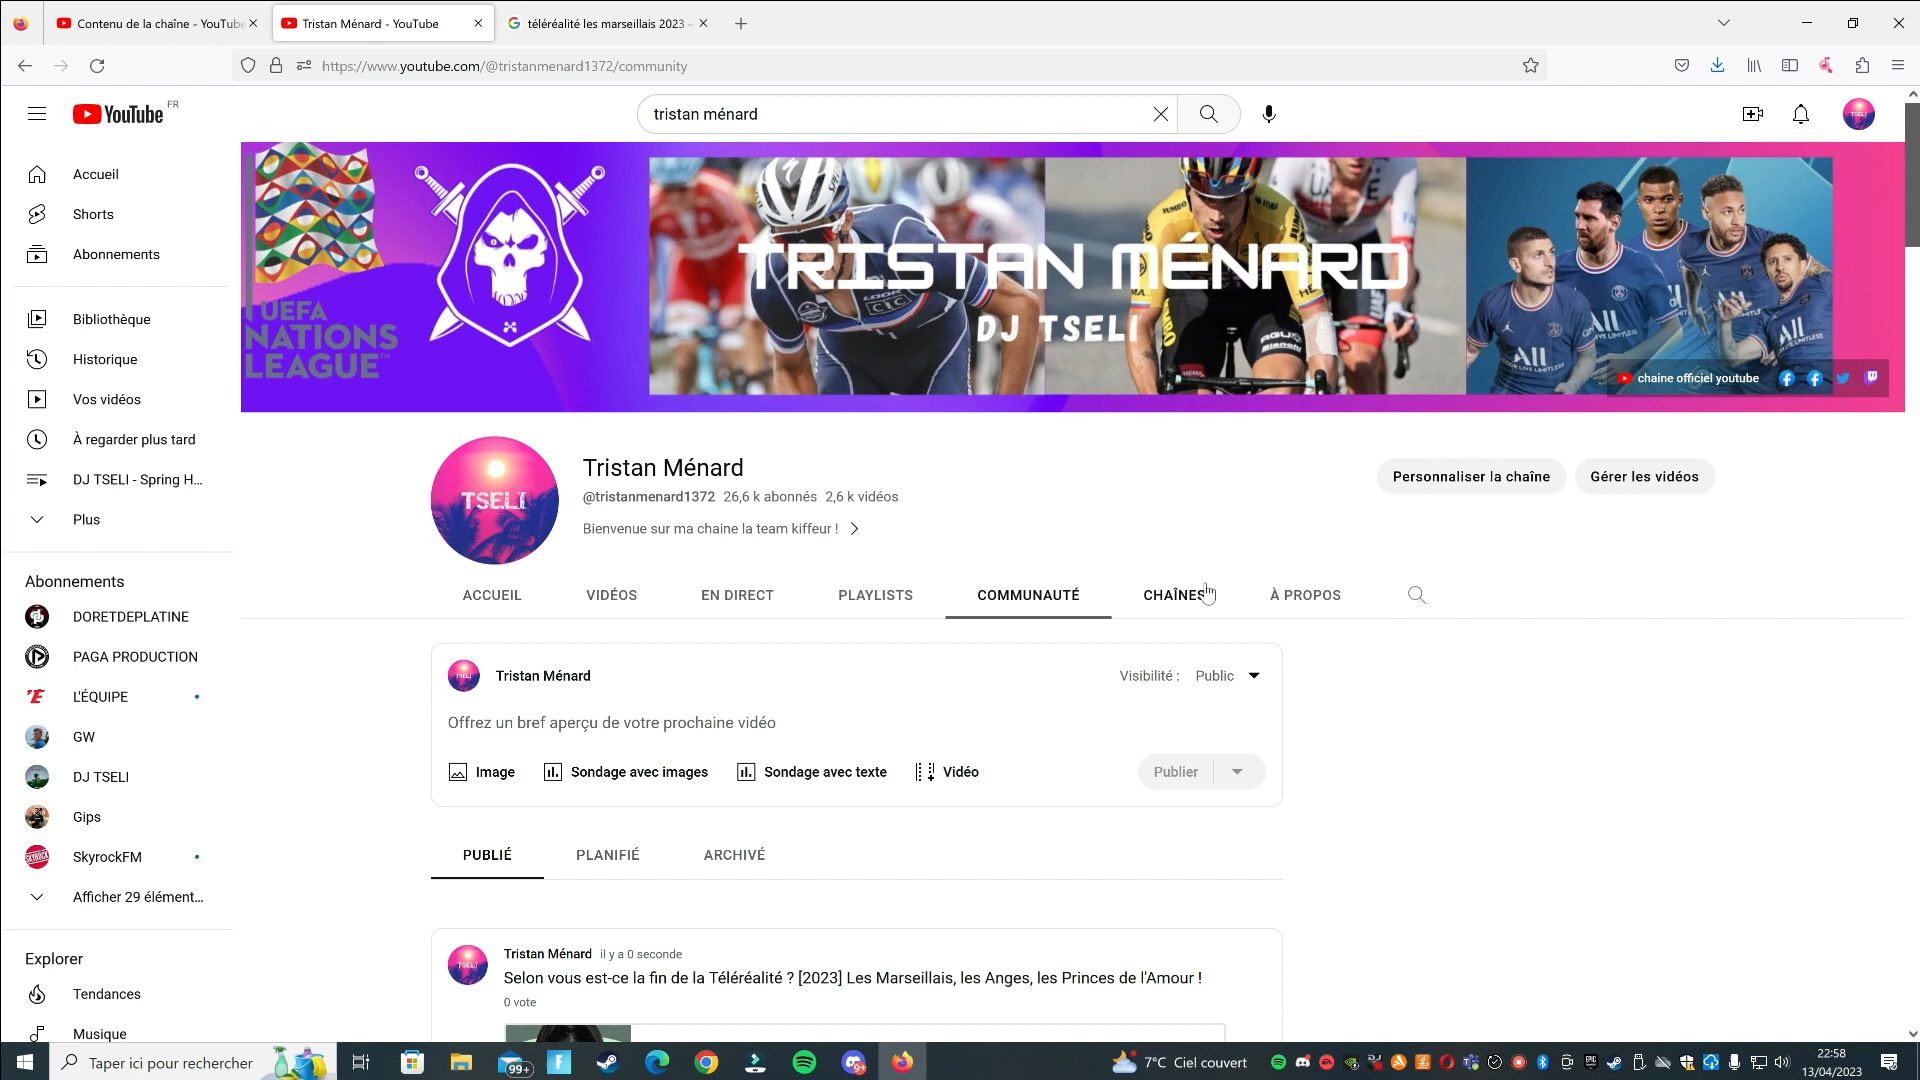 Contenu de la chaîne - YouTube
Tristan Ménard - YouTube
téléréalité les marseillais 2023 -
https://www.youtube.com/@tristanmenard1372/community
YouTube FR
tristan ménard
TSELI
Accueil
Shorts
Abonnements
Bibliothèque
Historique
Vos vidéos
À regarder plus tard
DJ TSELI - Spring H...
Plus
Abonnements
DORETDEPLATINE
PAGA PRODUCTION
L'ÉQUIPE
GW
DJ TSELI
Gips
SkyrockFM
Afficher 29 élément...
Explorer
Tendances
Musique
UEFA
NATIONS
LEAGUE™
TRISTAN MÉNARD
DJ TSELI
chaine officiel youtube
TSELI
Tristan Ménard
@tristanmenard1372 26,6 k abonnés 2,6 k vidéos
Bienvenue sur ma chaine la team kiffeur !
Personnaliser la chaîne
Gérer les vidéos
ACCUEIL
VIDÉOS
EN DIRECT
PLAYLISTS
COMMUNAUTÉ
CHAÎNES
À PROPOS
Tristan Ménard
Visibilité : Public
Offrez un bref aperçu de votre prochaine vidéo
Image
Sondage avec images
Sondage avec texte
Vidéo
Publier
PUBLIÉ
PLANIFIÉ
ARCHIVÉ
TSELI
Tristan Ménard il y a 0 seconde
Selon vous est-ce la fin de la Téléréalité ? [2023] Les Marseillais, les Anges, les Princes de l'Amour !
0 vote
Taper ici pour rechercher
99+
9+
7°C Ciel couvert
22:58
13/04/2023